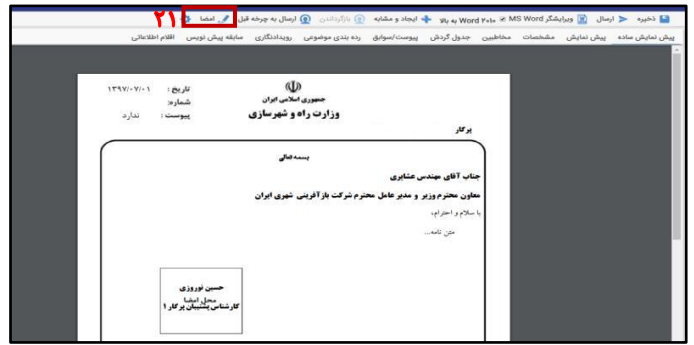 ذخیره ارسال ویرایشگر MS Word Word ۲۰۱۰ به بالا ایجاد و مشابه بازگرداندن ارسال به چرخه قبل امضا ۲۱
پیش نمایش ساده پیش نمایش مشخصات مخاطبین جدول گردش پیوست/سوابق رده بندی موضوعی رویدادنگاری سابقه پیش نویس اقلام اطلاعاتی
جمهوری اسلامی ایران
وزارت راه و شهرسازی
تاریخ : ۱۳۹۷/۰۷/۰۱
شماره:
پیوست : ندارد
پرگار
بسمه تعالی
جناب آقای مهندس عشایری
معاون محترم وزیر و مدیر عامل محترم شرکت بازآفرینی شهری ایران
با سلام و احترام،
متن نامه...
حسین نوروزی
محل امضا
کارشناس پشتیبان پرگار ۱